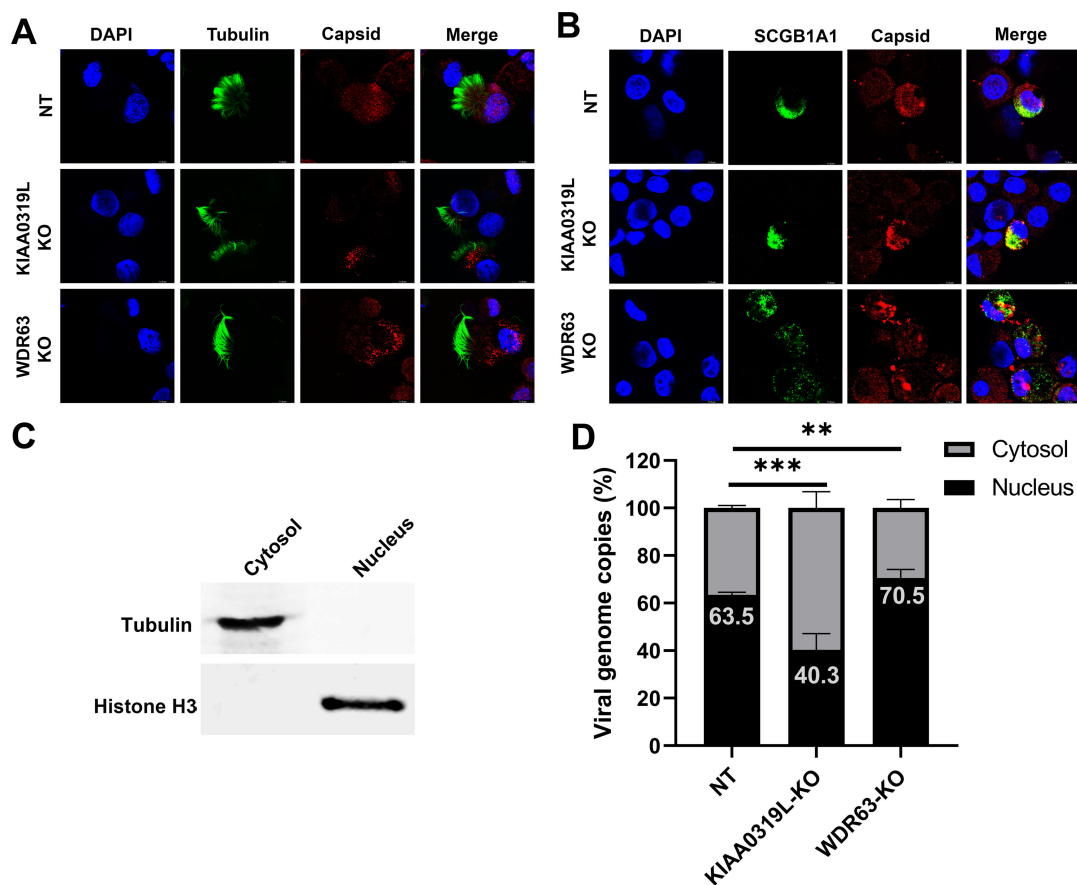 A
DAPI Tubulin Capsid Merge
NT
KIAA0319L
KO
WDR63
KO
B
DAPI SCGB1A1 Capsid Merge
NT
KIAA0319L
KO
WDR63
KO
C
Cytosol Nucleus
Tubulin
Histone H3
D
** 
***
Cytosol
Nucleus
Viral genome copies (%)
120
100
80
60
40
20
0
63.5
40.3
70.5
NT
KIAA0319L-KO
WDR63-KO